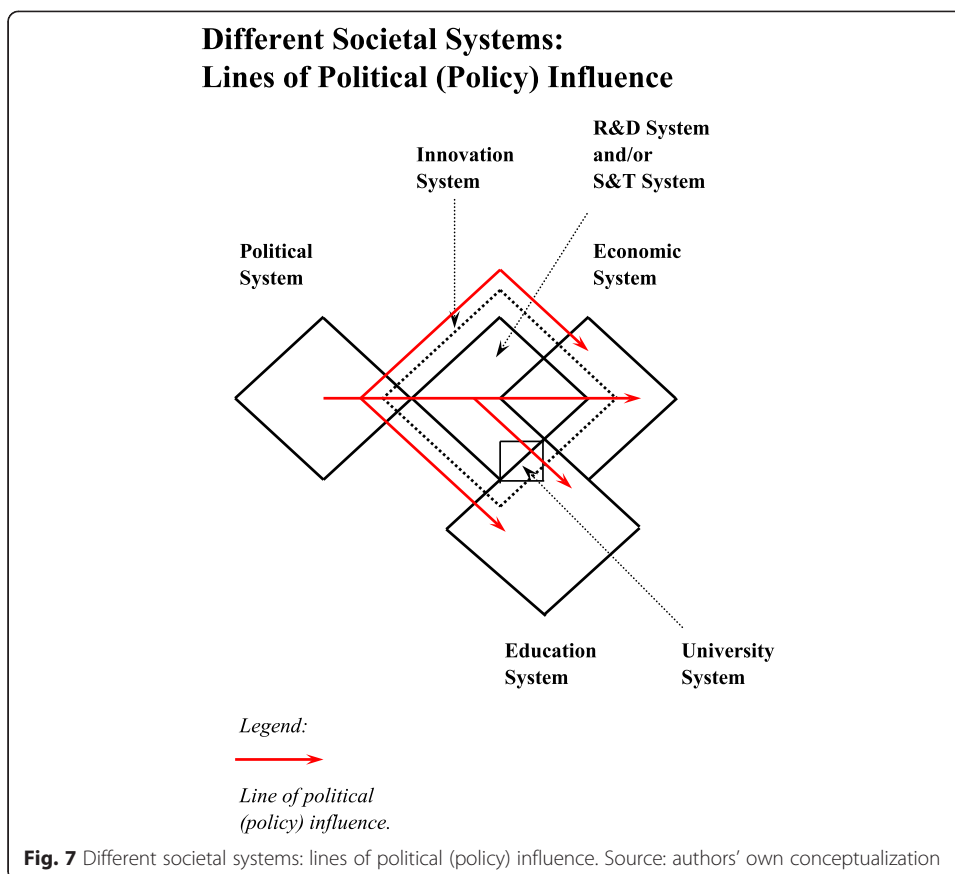 Different Societal Systems:
Lines of Political (Policy) Influence
R&D System
and/or
S&T System
Innovation
System
Political
System
Economic
System
Education
System
University
System
Legend:
Line of political
(policy) influence.
Fig. 7 Different societal systems: lines of political (policy) influence. Source: authors' own conceptualization